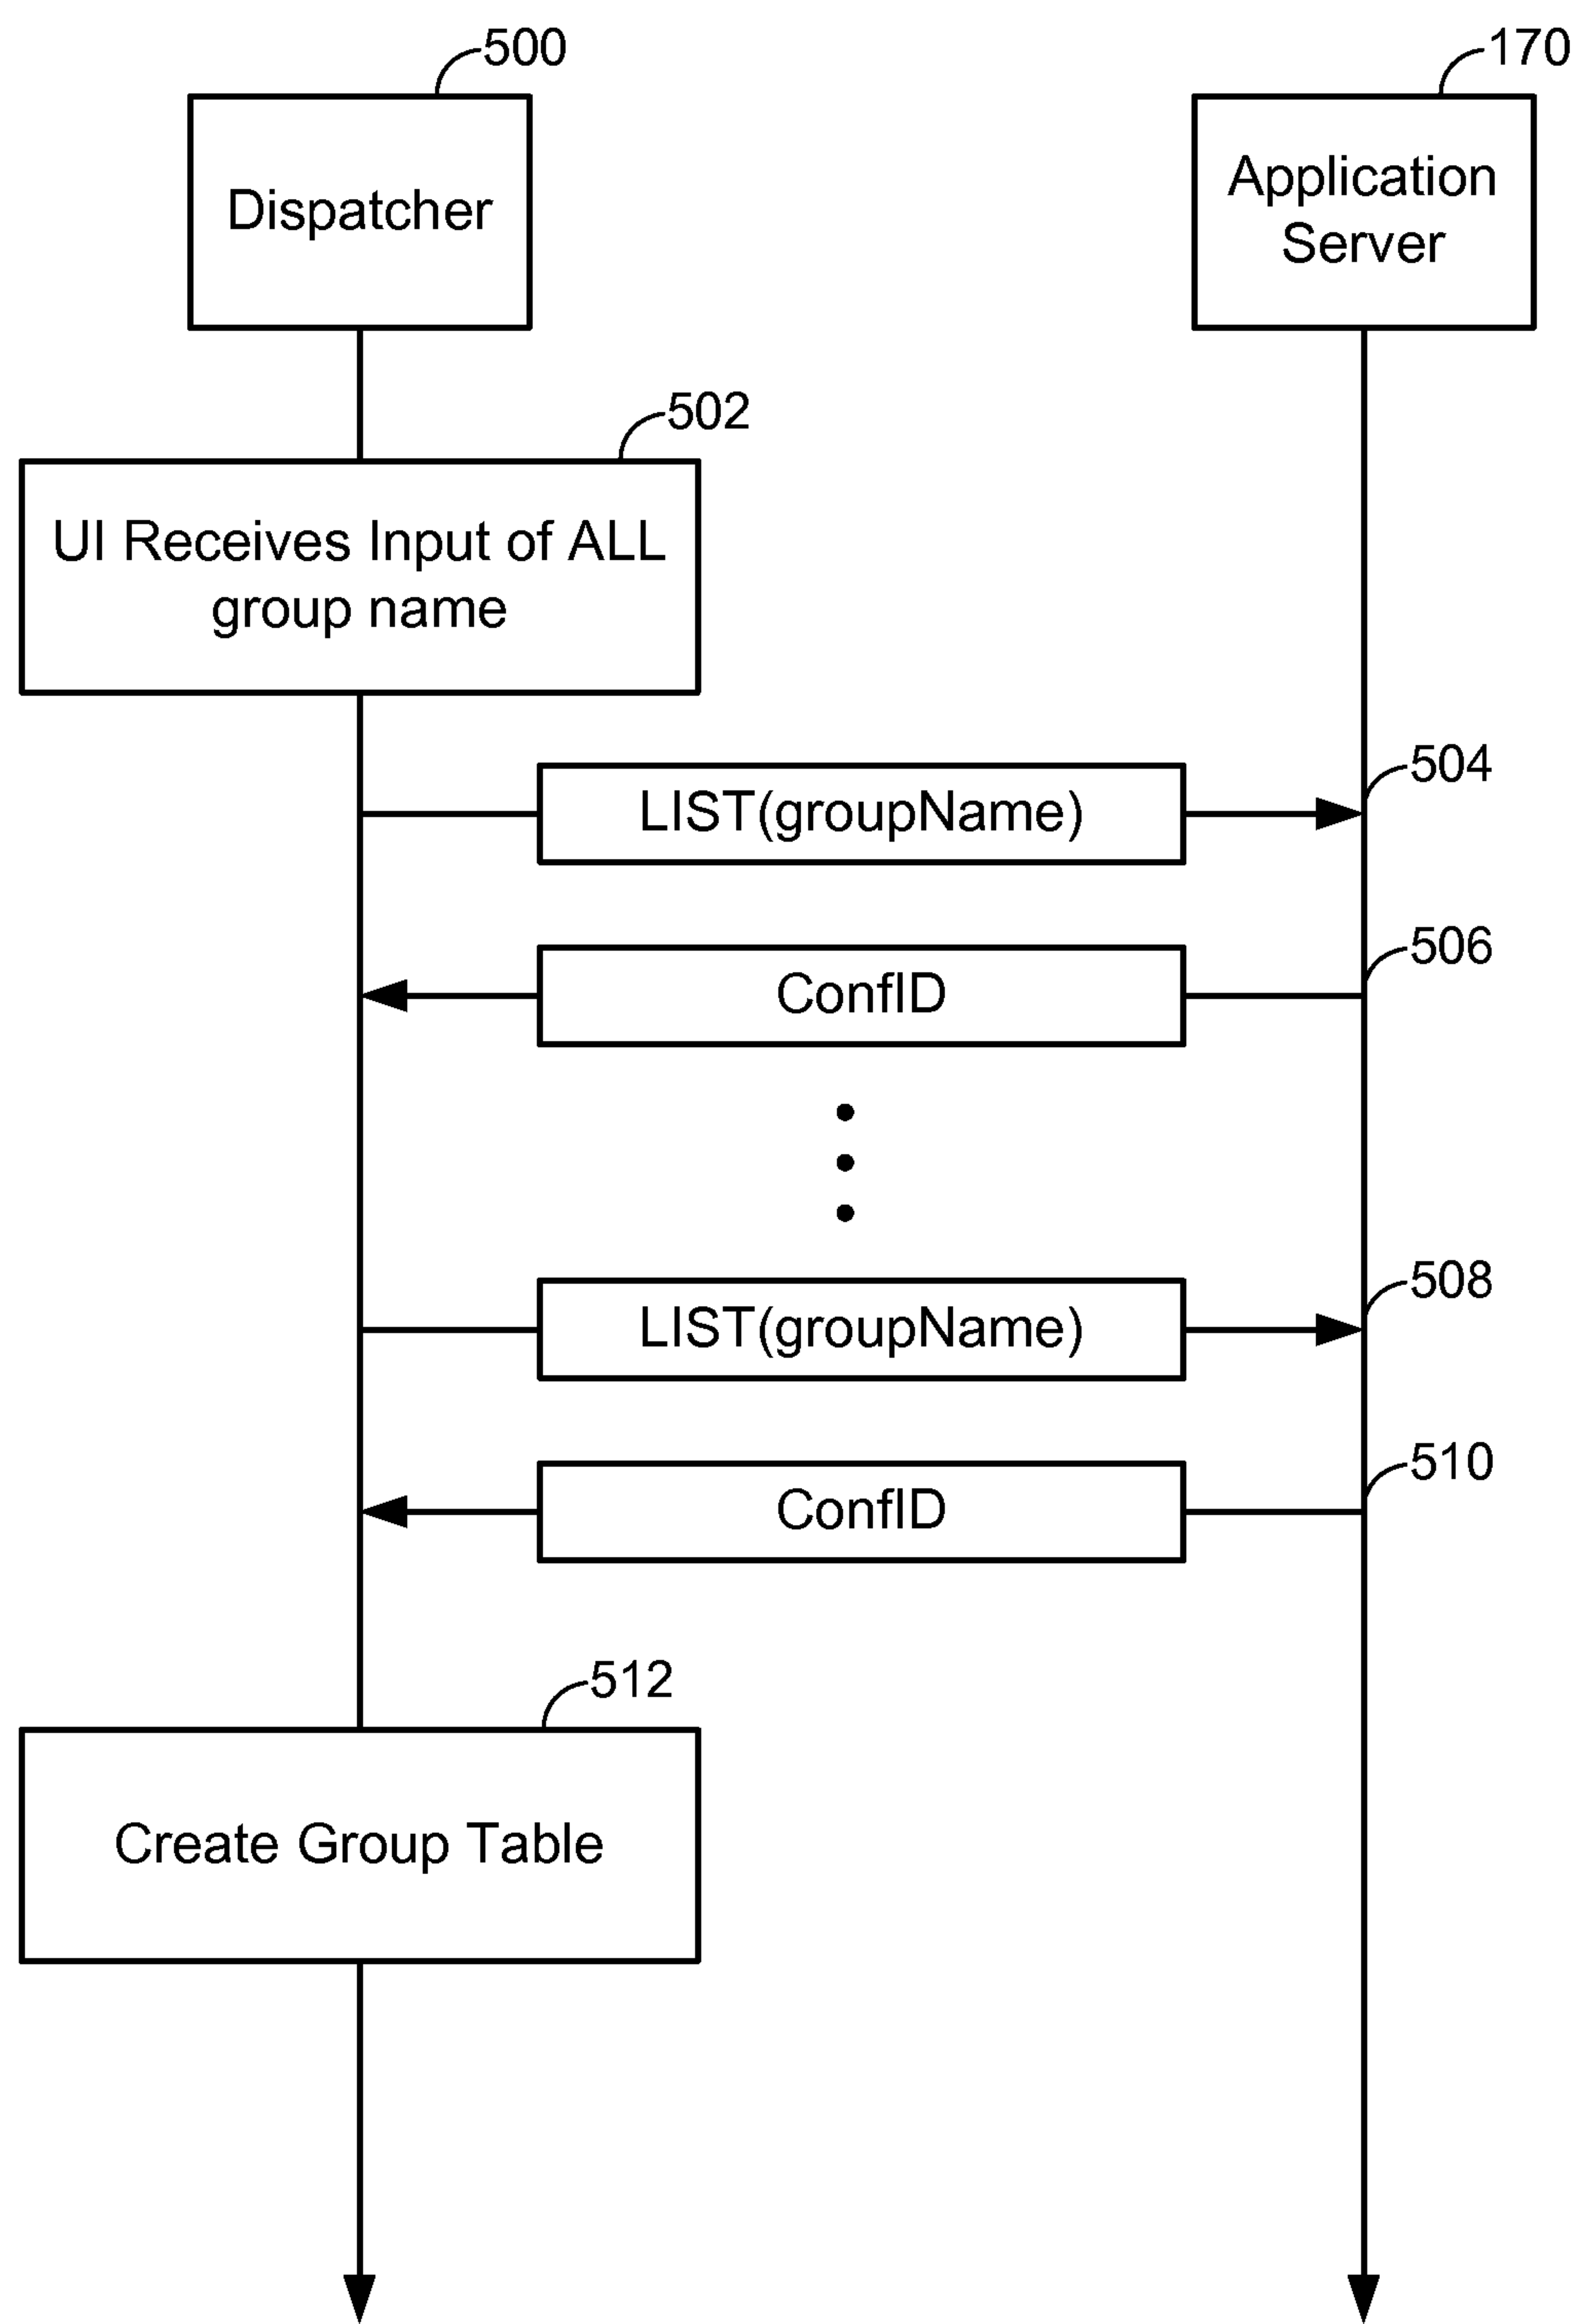 500
170
Dispatcher
Application
Server
502
UI Receives Input of ALL
group name
504
LIST(groupName)
506
ConfID
508
LIST(groupName)
510
ConfID
512
Create Group Table